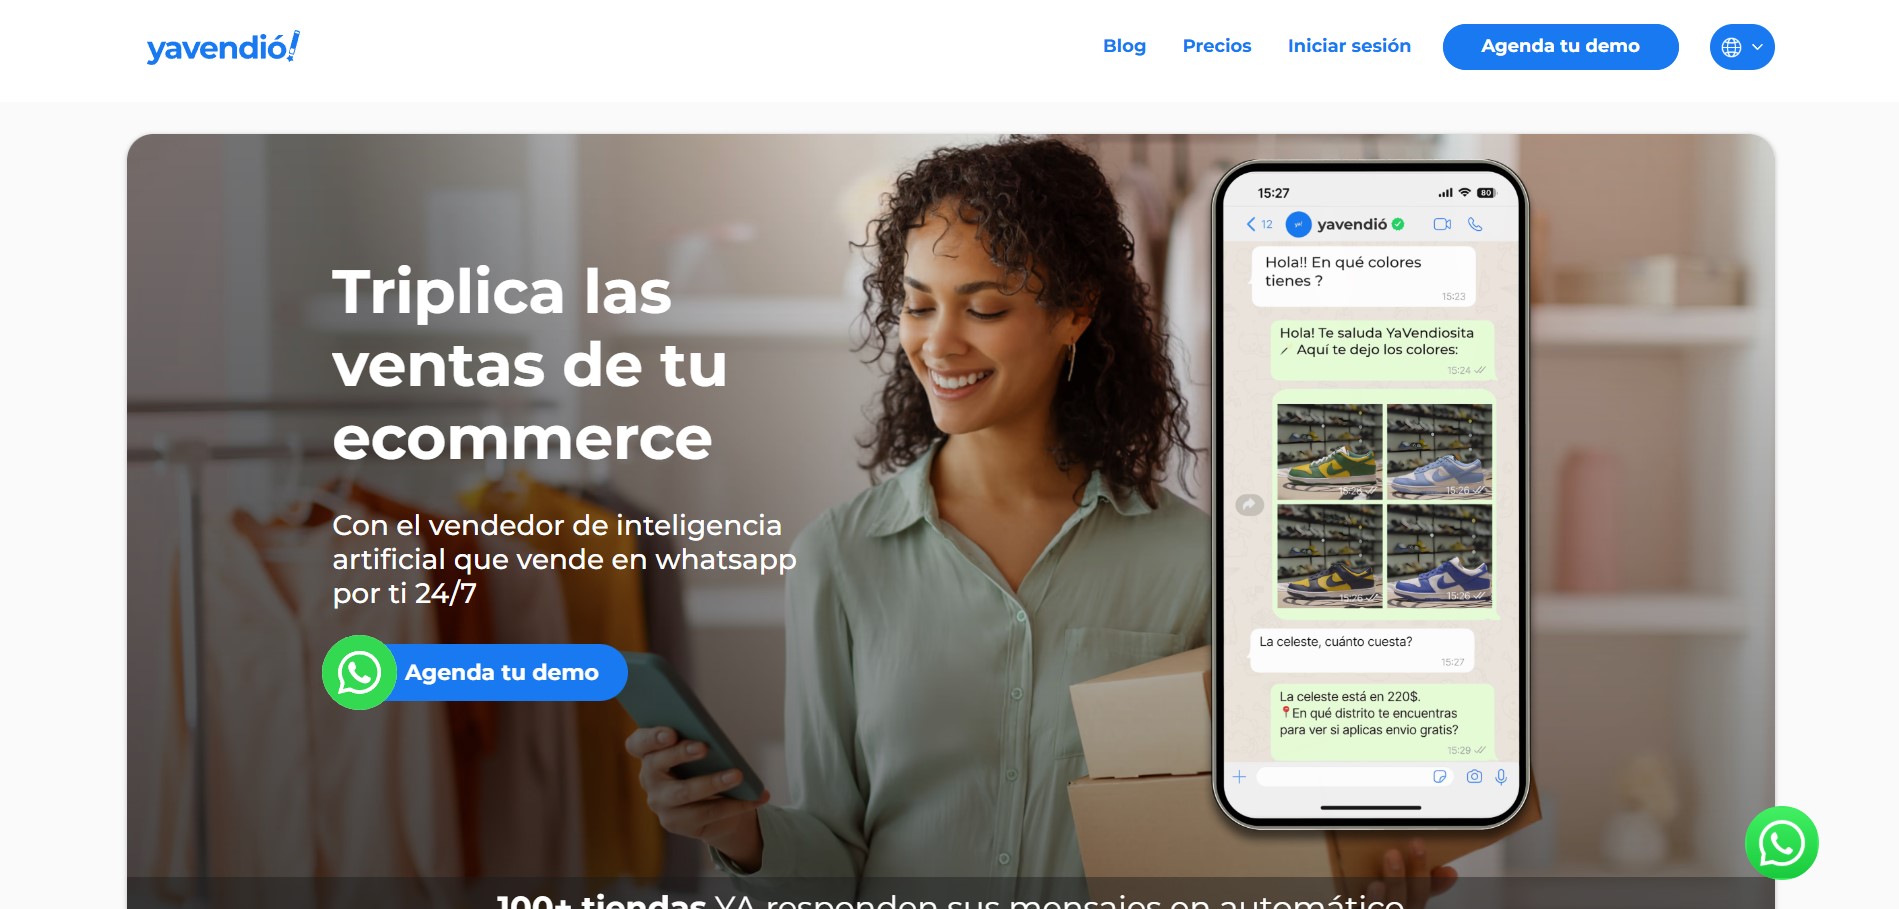 yavendió!
Blog
Precios
Iniciar sesión
Agenda tu demo
Triplica las
ventas de tu
ecommerce
Con el vendedor de inteligencia
artificial que vende en whatsapp
por ti 24/7
Agenda tu demo
15:27
80
12
yavendió
Hola!! En qué colores
tienes ?
15:23
Hola! Te saluda YaVendiosita
Aquí te dejo los colores:
15:24
15:26
15:26
15:26
15:26
La celeste, cuánto cuesta?
15:27
La celeste está en 220$.
📍En qué distrito te encuentras
para ver si aplicas envio gratis?
15:29
100+ tiendas YA responden sus mensajes en automático